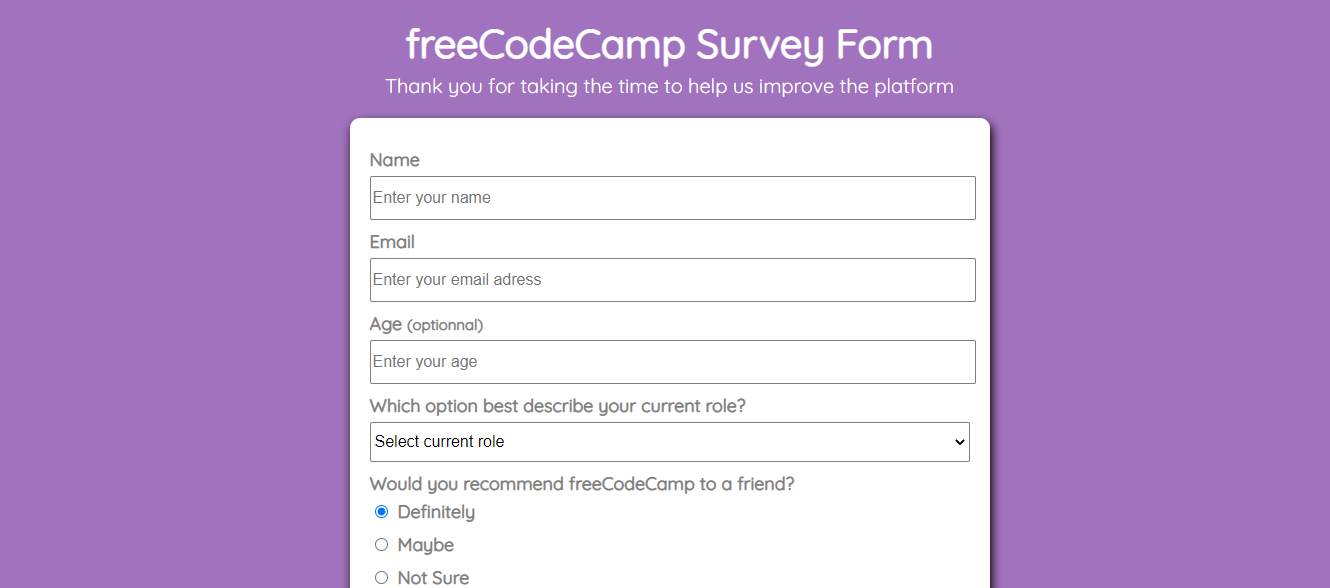 freeCodeCamp Survey Form
Thank you for taking the time to help us improve the platform
Name
Enter your name
Email
Enter your email adress
Age (optionnal)
Enter your age
Which option best describe your current role?
Select current role
Would you recommend freeCodeCamp to a friend?
Definitely
Maybe
Not Sure